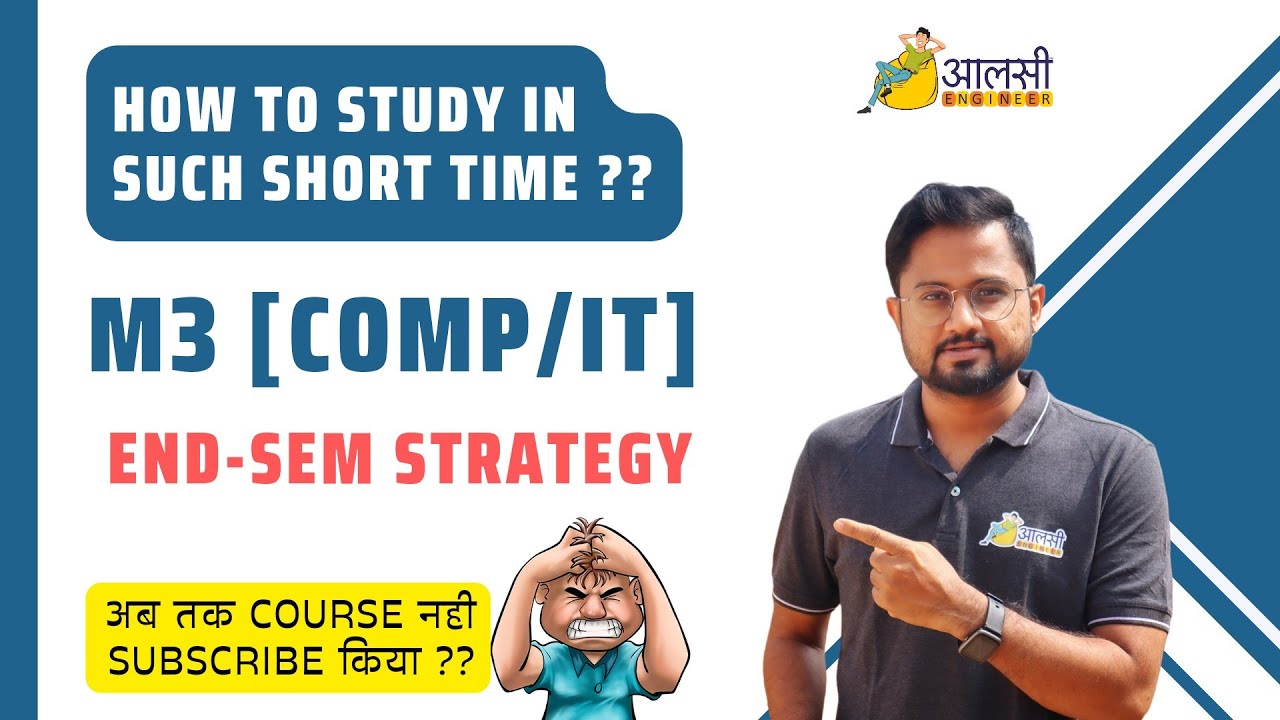 HOW TO STUDY IN
SUCH SHORT TIME ??
आलसी
ENGINEER
M3 [COMP/IT]
END-SEM STRATEGY
अब तक COURSE नही
SUBSCRIBE किया ??
आलसी
ENGINEER